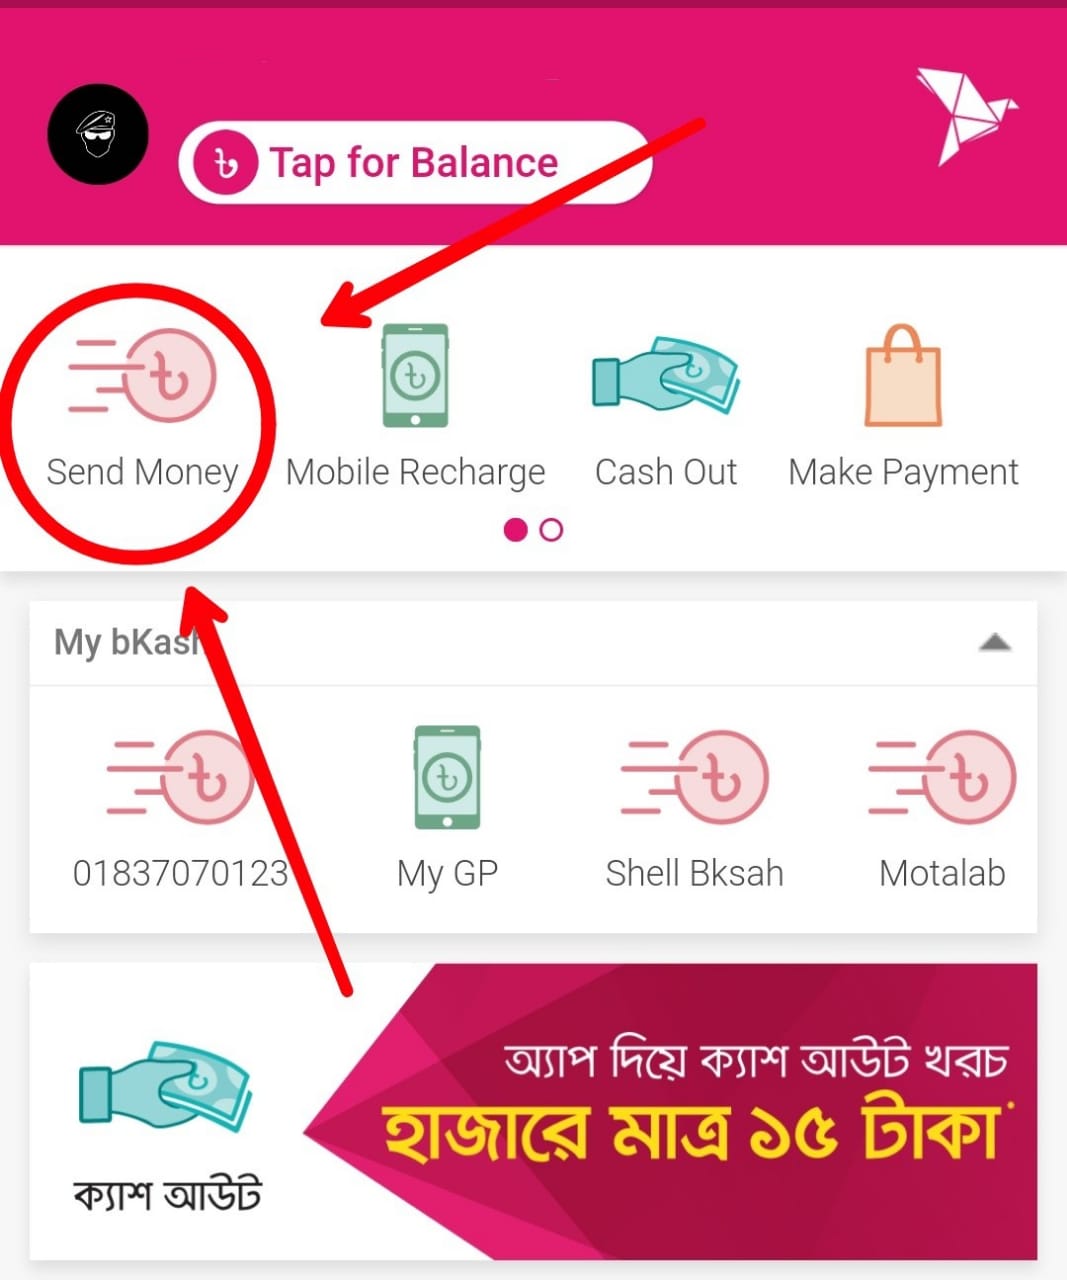 Tap for Balance
Send Money
Mobile Recharge
Cash Out
Make Payment
My bKash
01837070123
My GP
Shell Bksah
Motalab
অ্যাপ দিয়ে ক্যাশ আউট খরচ
হাজারে মাত্র ১৫ টাকা*
ক্যাশ আউট